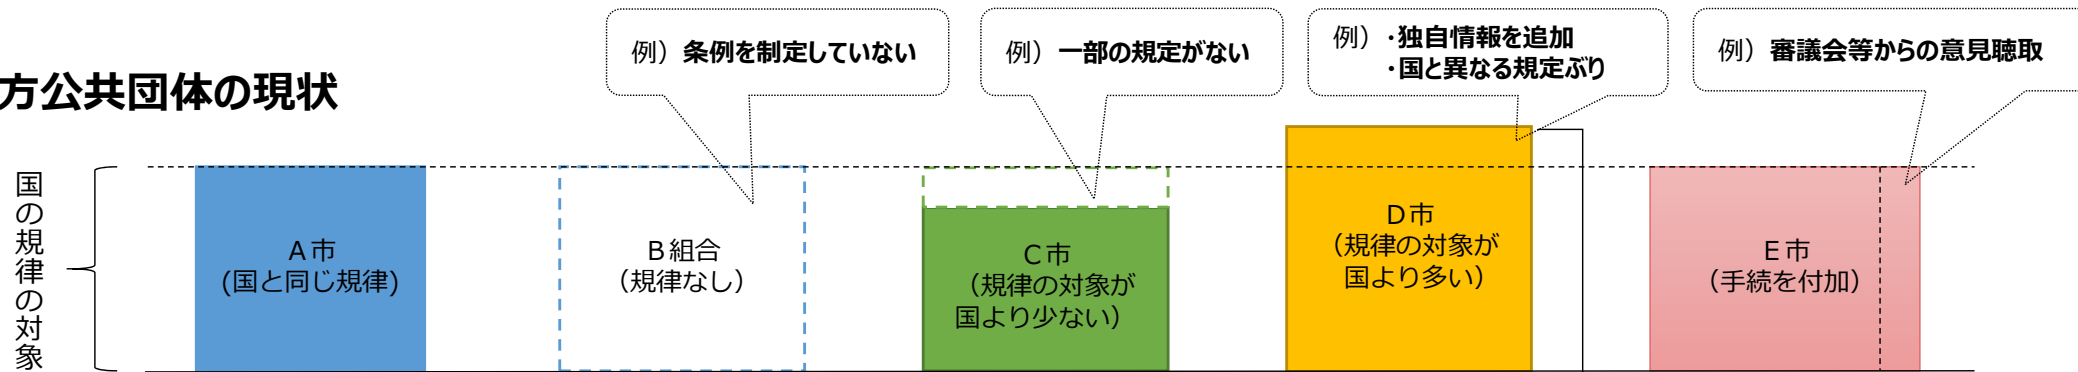 方公共団体の現状
例）条例を制定していない
例）一部の規定がない
例）・独自情報を追加
・国と異なる規定ぶり
例）審議会等からの意見聴取
国の規律の対象
Ａ市
(国と同じ規律)
Ｂ組合
（規律なし）
Ｃ市
（規律の対象が
国より少ない）
Ｄ市
（規律の対象が
国より多い）
Ｅ市
（手続を付加）